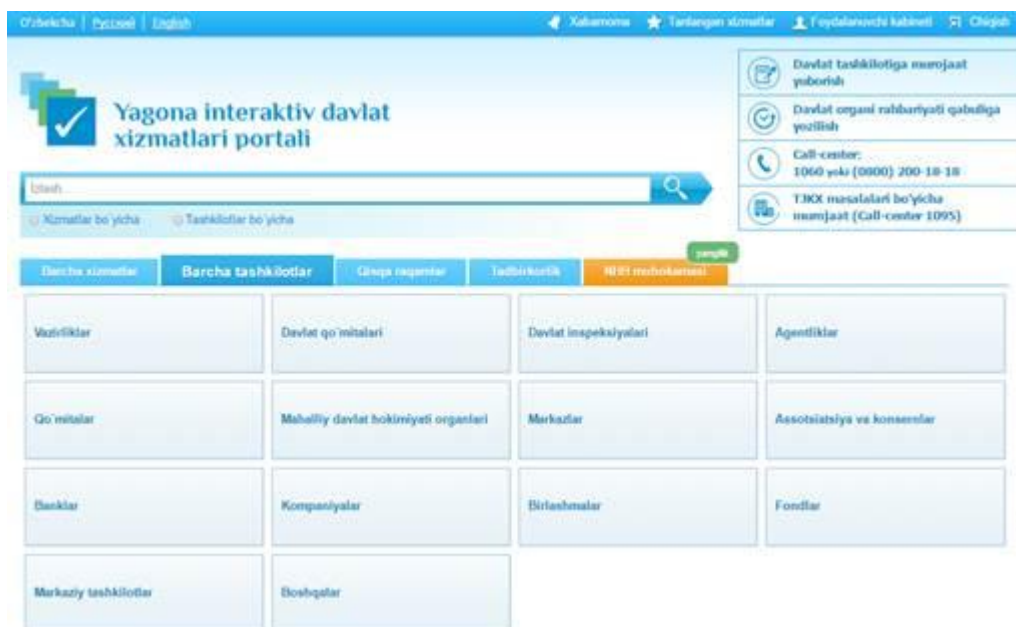 O'zbekcha | Русский | English
Xabarnoma Tanlangan xizmatlar Foydalanuvchi kabineti Chiqish
Davlat tashkilotiga murojaat
yuborish
Davlat organi rahbariyati qabuliga
yozilish
Call-center:
1060 yoki (0800) 200-18-18
TJKX masalalari bo'yicha
murojaat (Call-center 1095)
Yagona interaktiv davlat
xizmatlari portali
Izlash...
Xizmatlar bo'yicha Tashkilotlar bo'yicha
yangilik
Barcha xizmatlar Barcha tashkilotlar Qisqa raqamlar Tadbirkorlik NHH muhokamasi
Vazirliklar Davlat qo`mitalari Davlat inspeksiyalari Agentliklar
Qo`mitalar Mahalliy davlat hokimiyati organlari Markazlar Assotsiatsiya va konsernlar
Banklar Kompaniyalar Birlashmalar Fondlar
Markaziy tashkilotlar Boshqalar